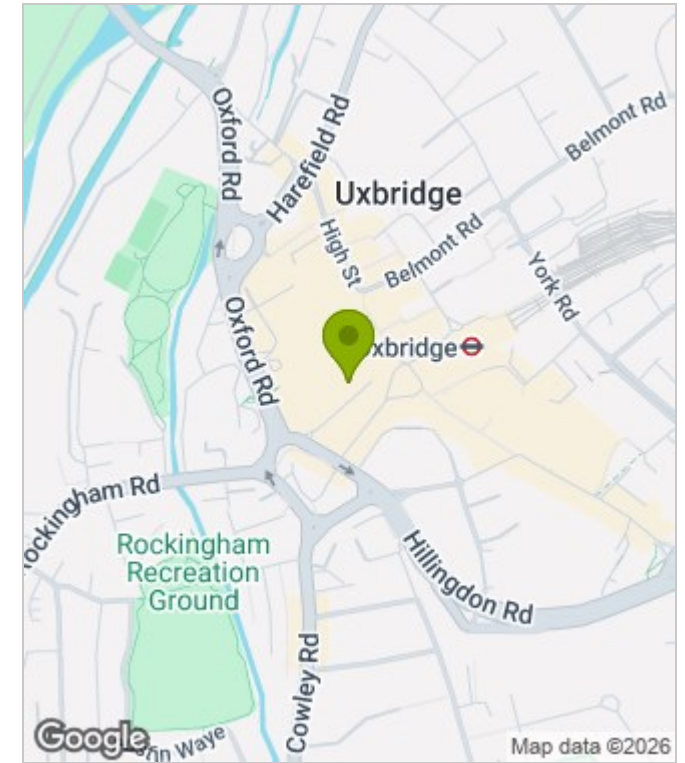 Oxford Rd
Harefield Rd
Belmont Rd
Uxbridge
High St
Belmont Rd
York Rd
Oxford Rd
xbridge
Rockingham Rd
Rockingham
Recreation
Ground
Hillingdon Rd
Cowley Rd
Waye
Google
Map data ©2026